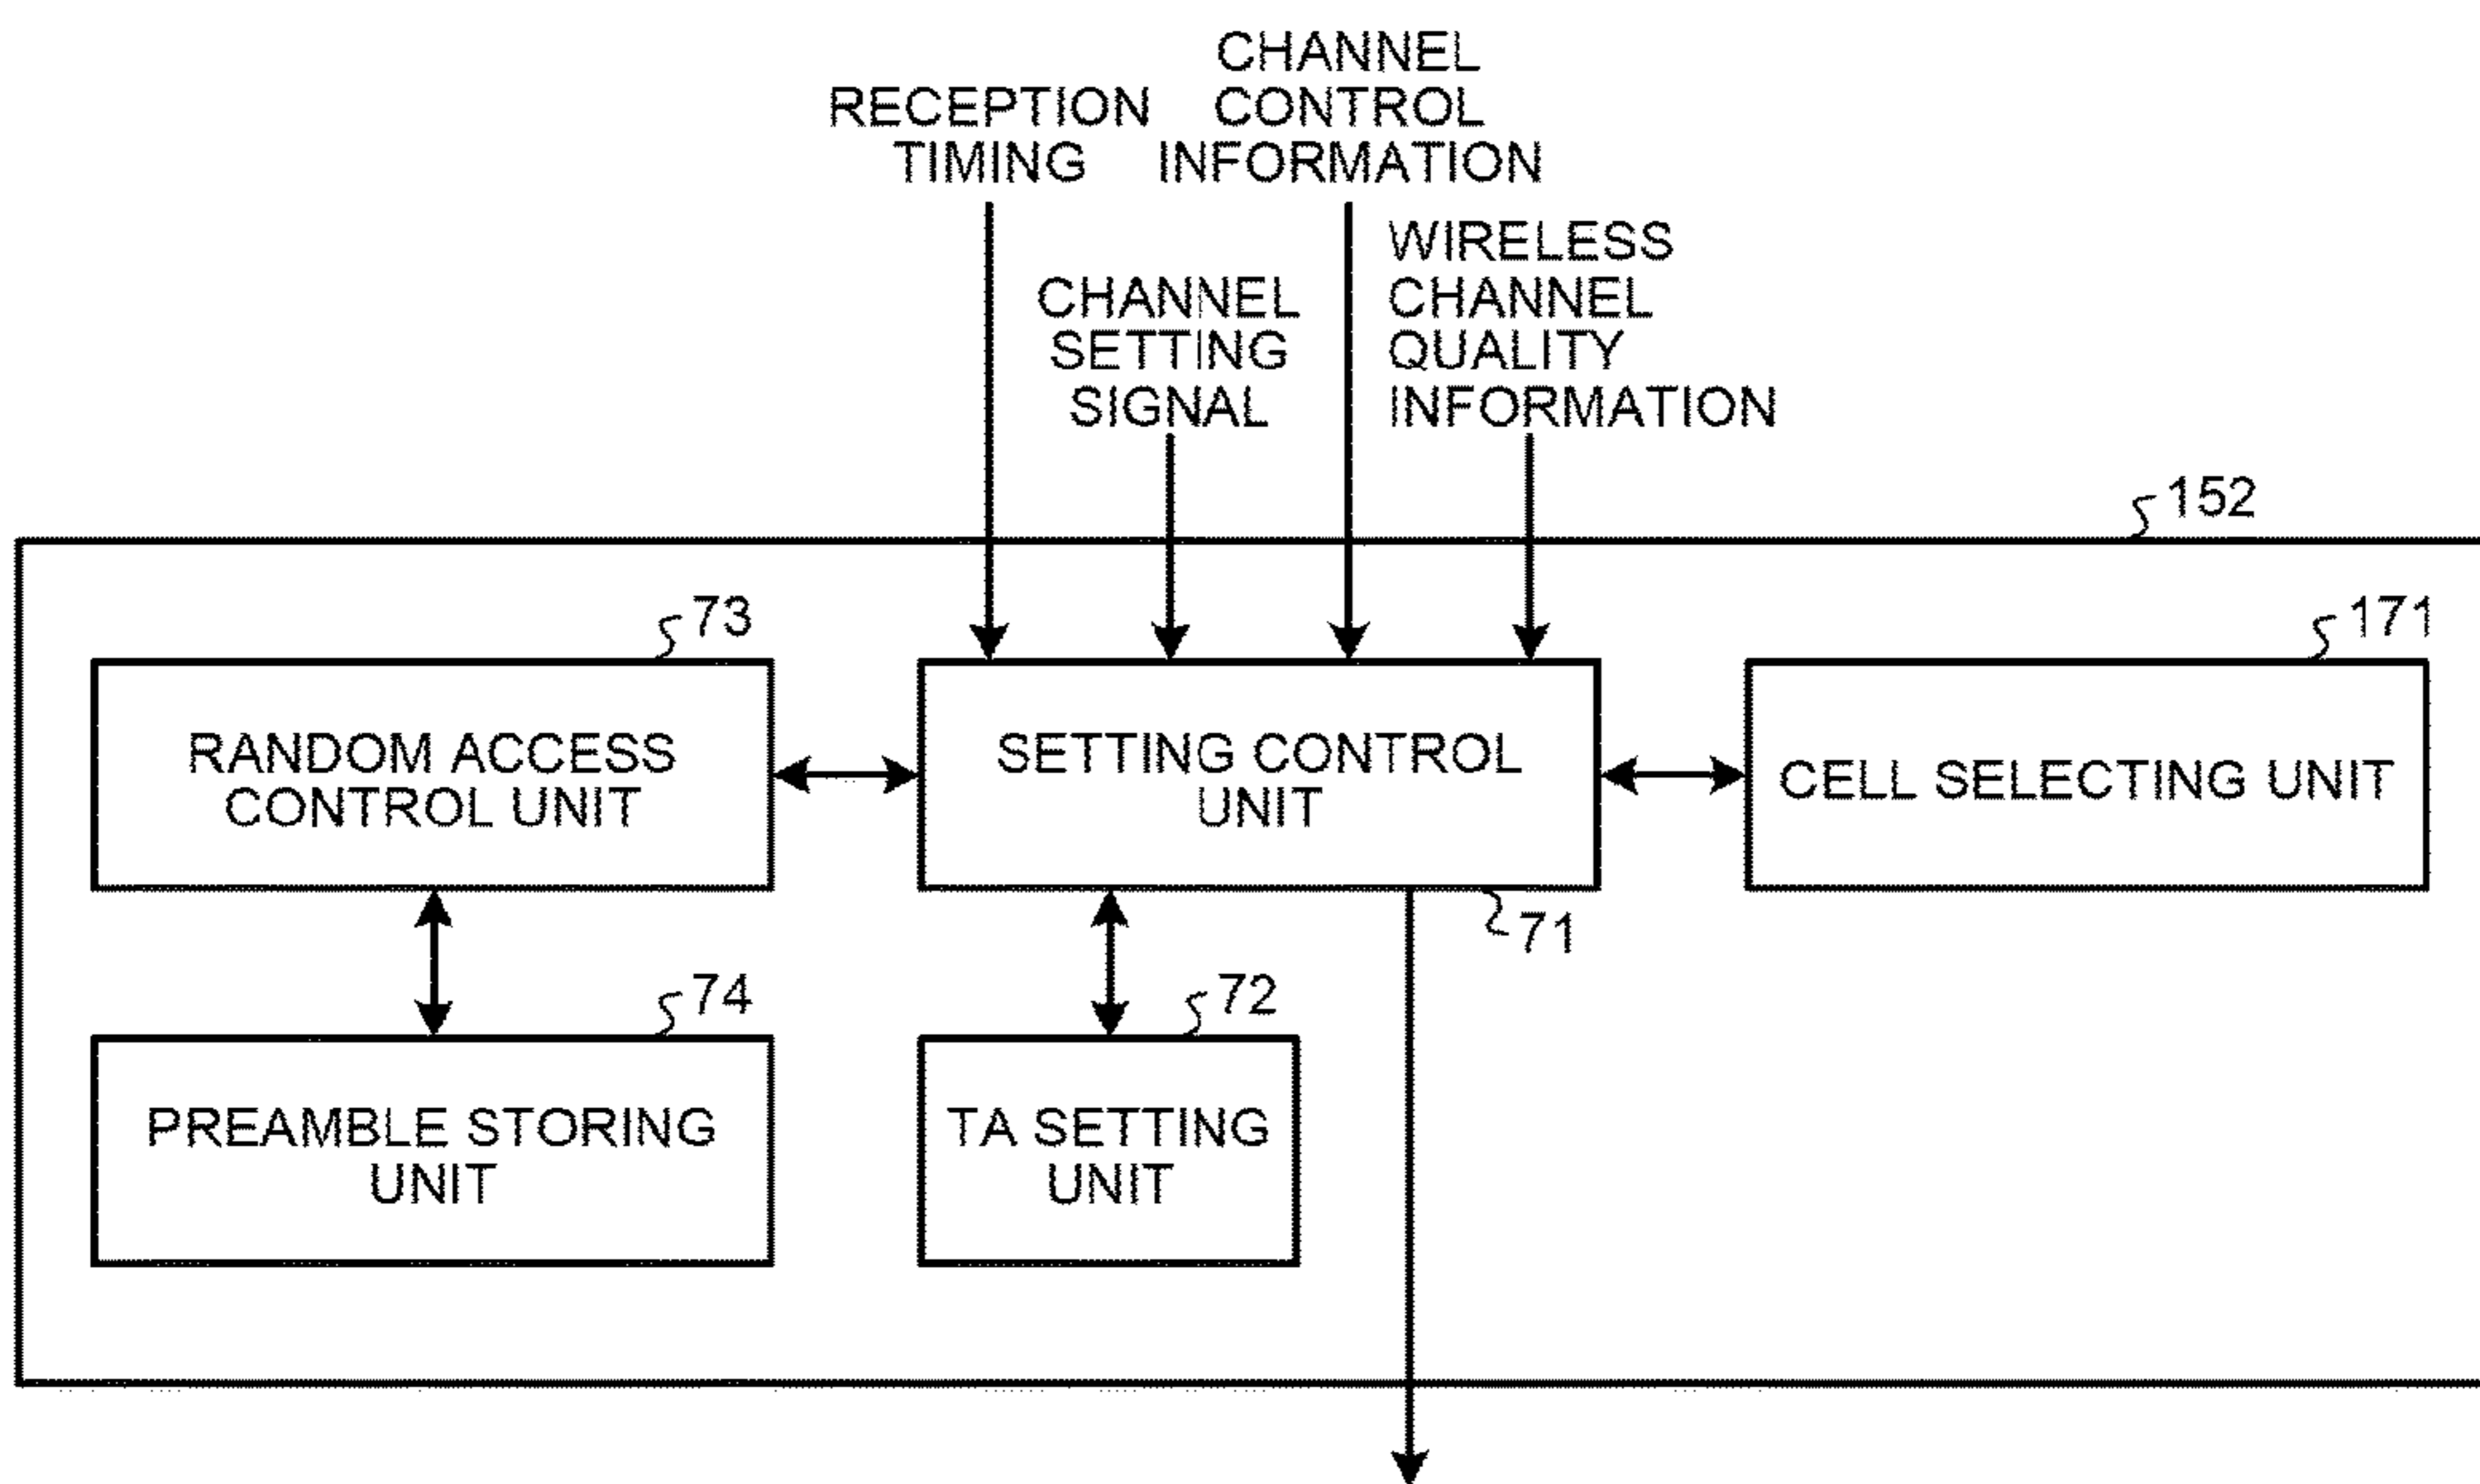 RECEPTION
TIMING
CHANNEL
CONTROL
INFORMATION
CHANNEL
SETTING
SIGNAL
WIRELESS
CHANNEL
QUALITY
INFORMATION
152
73
171
RANDOM ACCESS
CONTROL UNIT
SETTING CONTROL
UNIT
CELL SELECTING UNIT
71
74
72
PREAMBLE STORING
UNIT
TA SETTING
UNIT